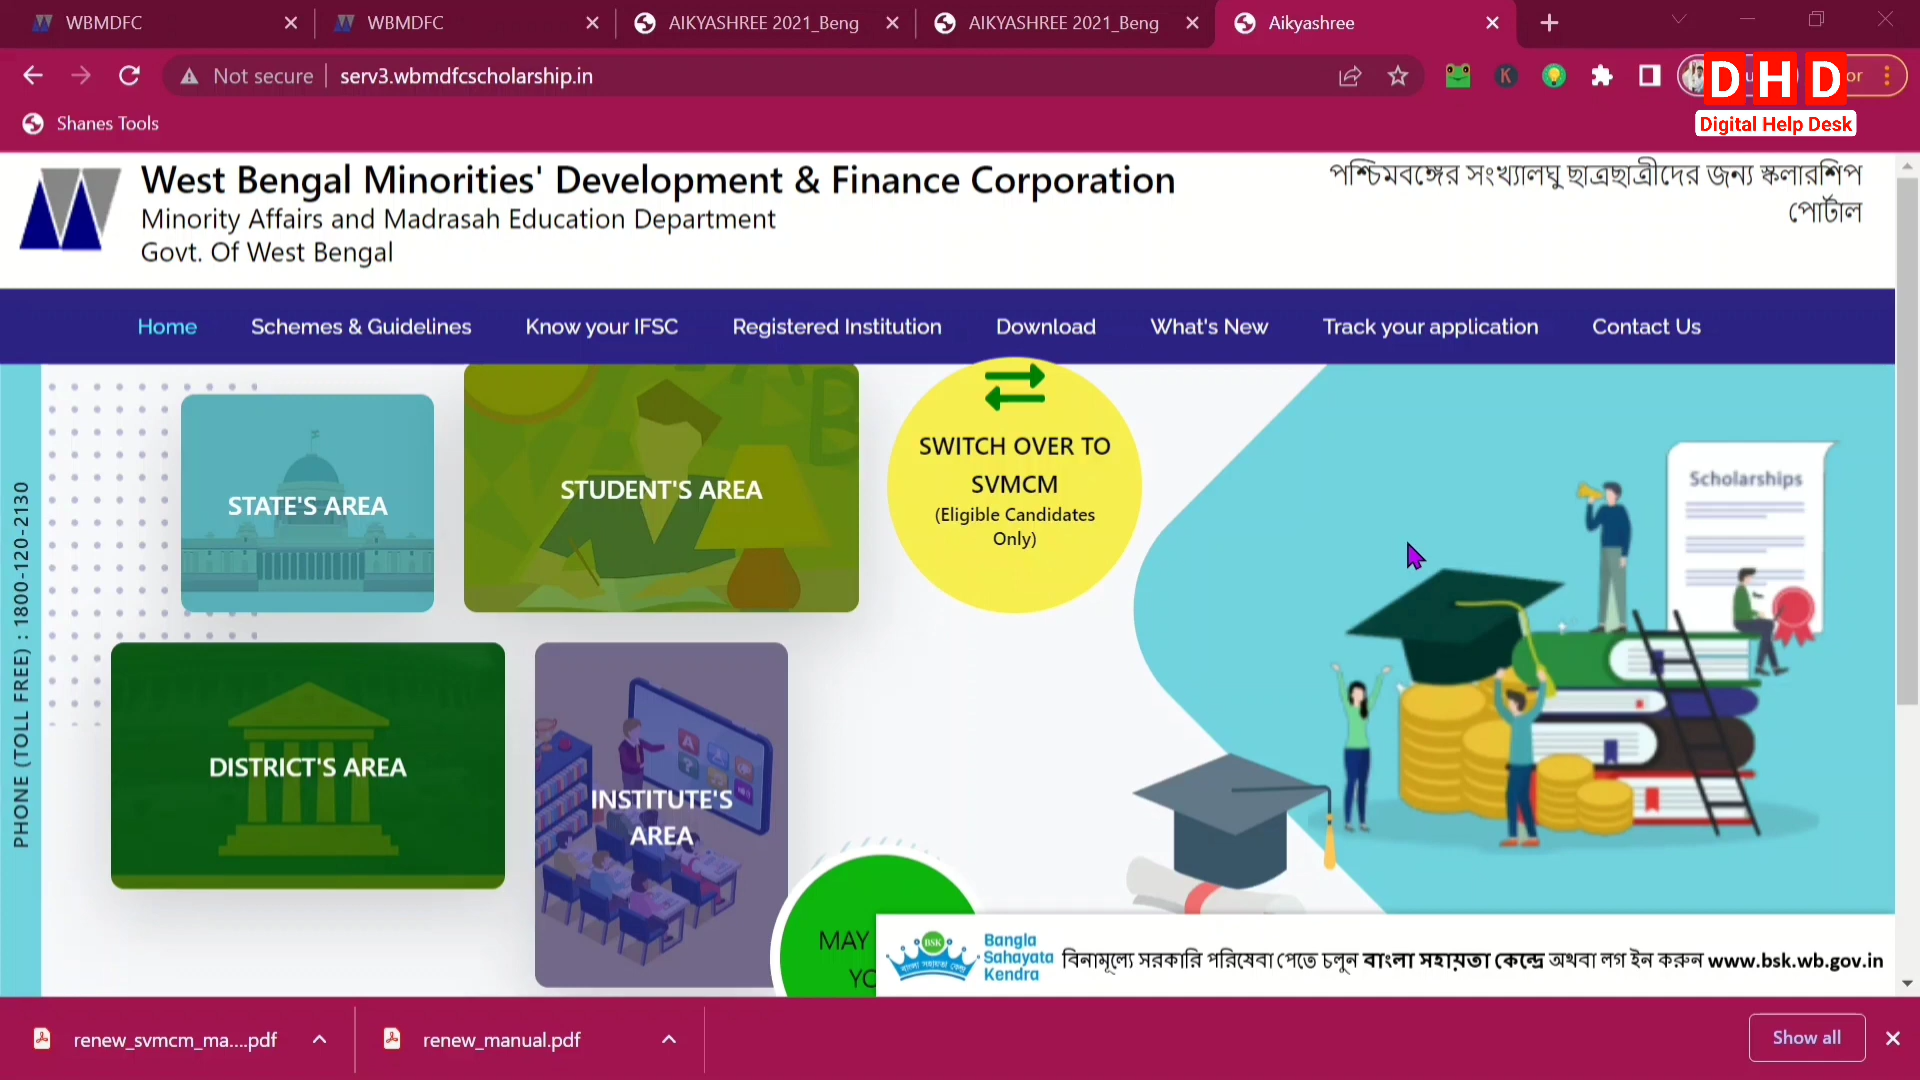 WBMDFC
WBMDFC
AIKYASHREE 2021_Beng
AIKYASHREE 2021_Beng
Aikyashree
Not secure
serv3.wbmdfcscholarship.in
K
or
DHD
Digital Help Desk
Shanes Tools
West Bengal Minorities' Development & Finance Corporation
Minority Affairs and Madrasah Education Department
Govt. Of West Bengal
পশ্চিমবঙ্গের সংখ্যালঘু ছাত্রছাত্রীদের জন্য স্কলারশিপ
পোর্টাল
Home
Schemes & Guidelines
Know your IFSC
Registered Institution
Download
What's New
Track your application
Contact Us
PHONE (TOLL FREE) : 1800-120-2130
STATE'S AREA
STUDENT'S AREA
SWITCH OVER TO
SVMCM
(Eligible Candidates
Only)
Scholarships
DISTRICT'S AREA
INSTITUTE'S
AREA
MAY
YO
BSK
বাংলা সহায়তা কেন্দ্র
Bangla
Sahayata
Kendra
বিনামূল্যে সরকারি পরিষেবা পেতে চলুন বাংলা সহায়তা কেন্দ্রে অথবা লগ ইন করুন www.bsk.wb.gov.in
renew_svmcm_ma....pdf
renew_manual.pdf
Show all